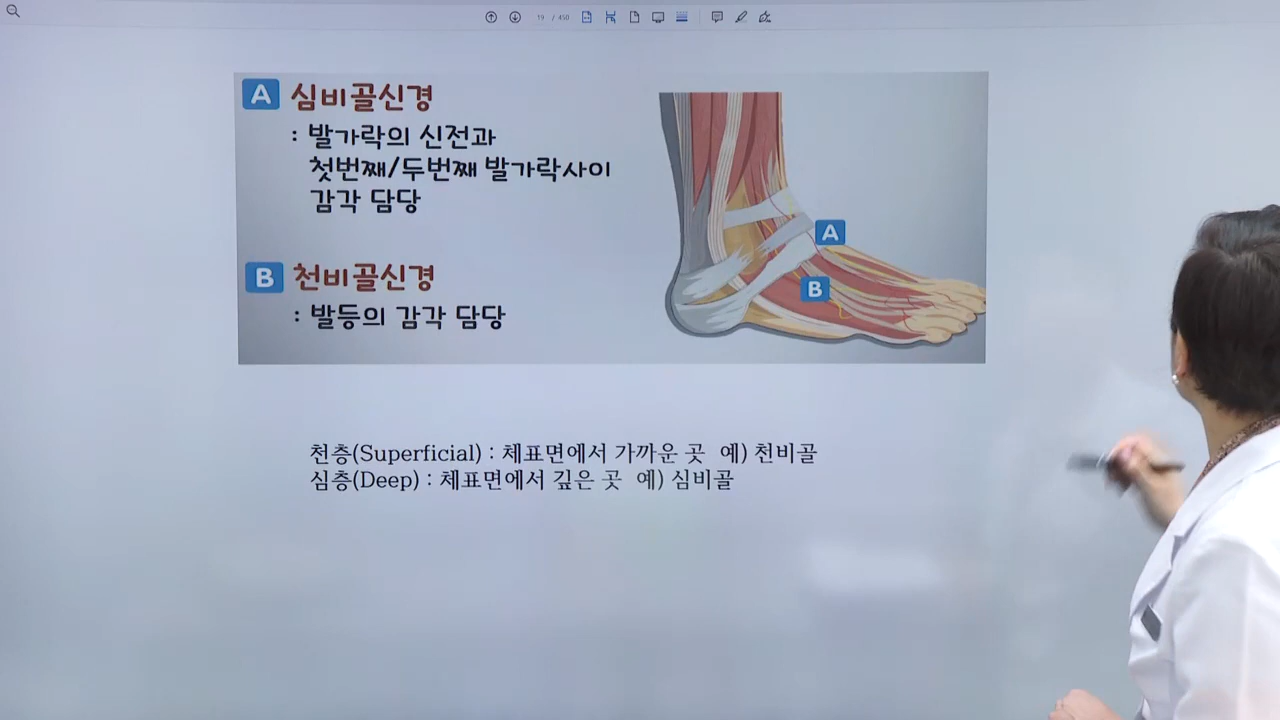 19 / 450
A 심비골신경
: 발가락의 신전과
첫번째/두번째 발가락사이
감각 담당
A
B 천비골신경
: 발등의 감각 담당
B
천층(Superficial) : 체표면에서 가까운 곳 예) 천비골
심층(Deep) : 체표면에서 깊은 곳 예) 심비골